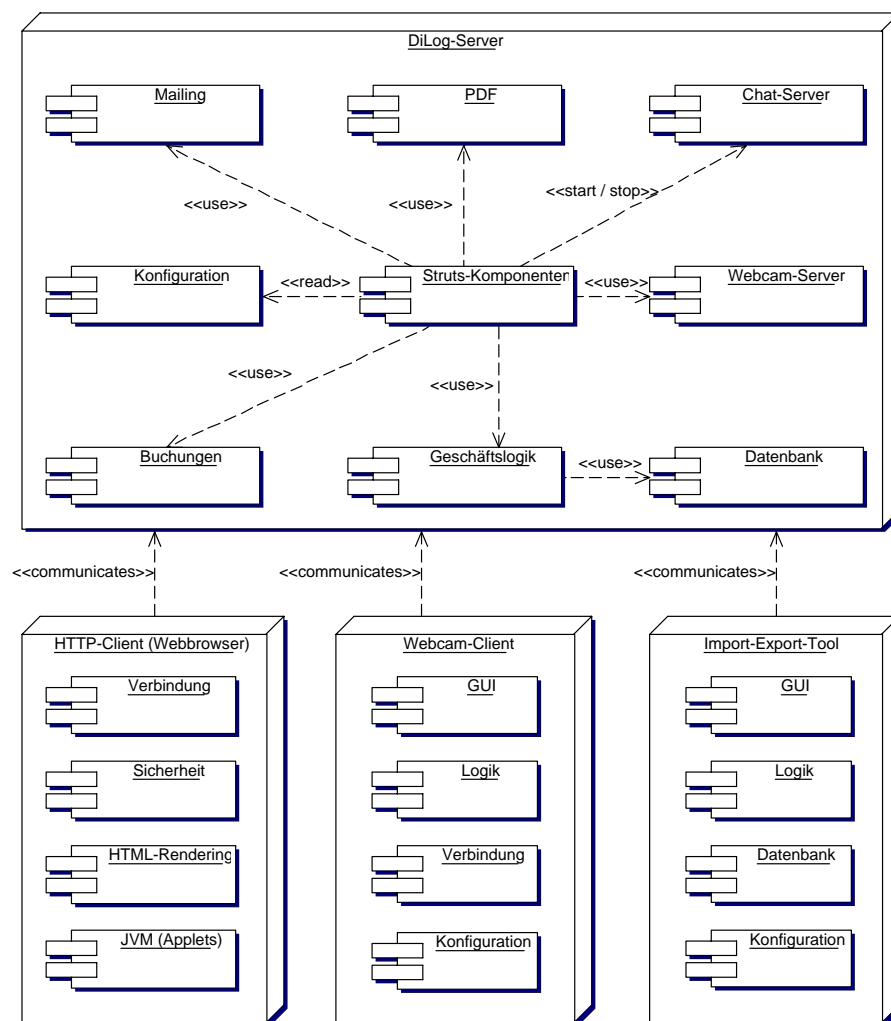 DiLog-Server
Mailing
PDF
Chat-Server
<<use>>
<<use>>
<<start / stop>>
Konfiguration
<<read>>
Struts-Komponenten
<<use>>
Webcam-Server
<<use>>
<<use>>
Buchungen
Geschäftslogik
<<use>>
Datenbank
<<communicates>>
<<communicates>>
<<communicates>>
HTTP-Client (Webbrowser)
Verbindung
Sicherheit
HTML-Rendering
JVM (Applets)
Webcam-Client
GUI
Logik
Verbindung
Konfiguration
Import-Export-Tool
GUI
Logik
Datenbank
Konfiguration